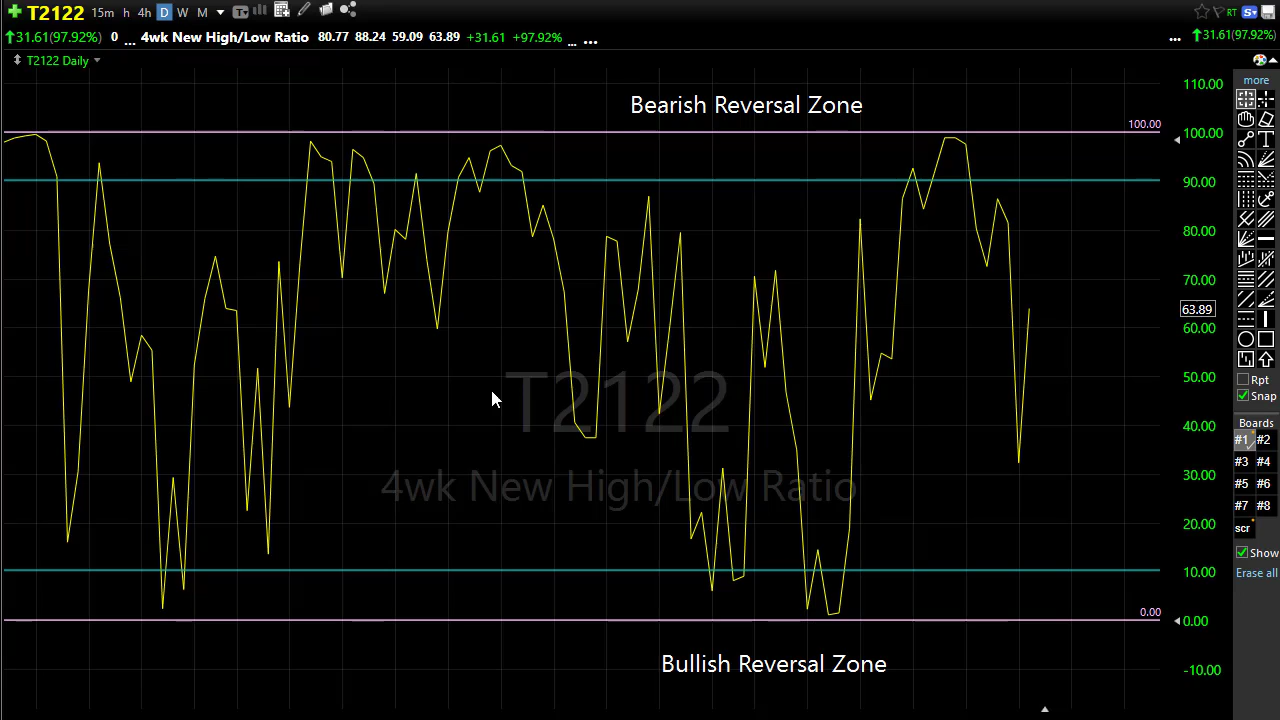 T2122 15m h 4h D W M T
RT S
31.61(97.92%) 0 ... 4wk New High/Low Ratio 80.77 88.24 59.09 63.89 +31.61 +97.92% ... ...
... 31.61(97.92%)
T2122 Daily
more
110.00
Bearish Reversal Zone
100.00
100.00
90.00
80.00
70.00
63.89
60.00
50.00
T2122
40.00
4wk New High/Low Ratio
30.00
20.00
10.00
0.00
0.00
Bullish Reversal Zone
-10.00
T
Rpt
Snap
Boards
#1 #2
#3 #4
#5 #6
#7 #8
scr
Show
Erase all